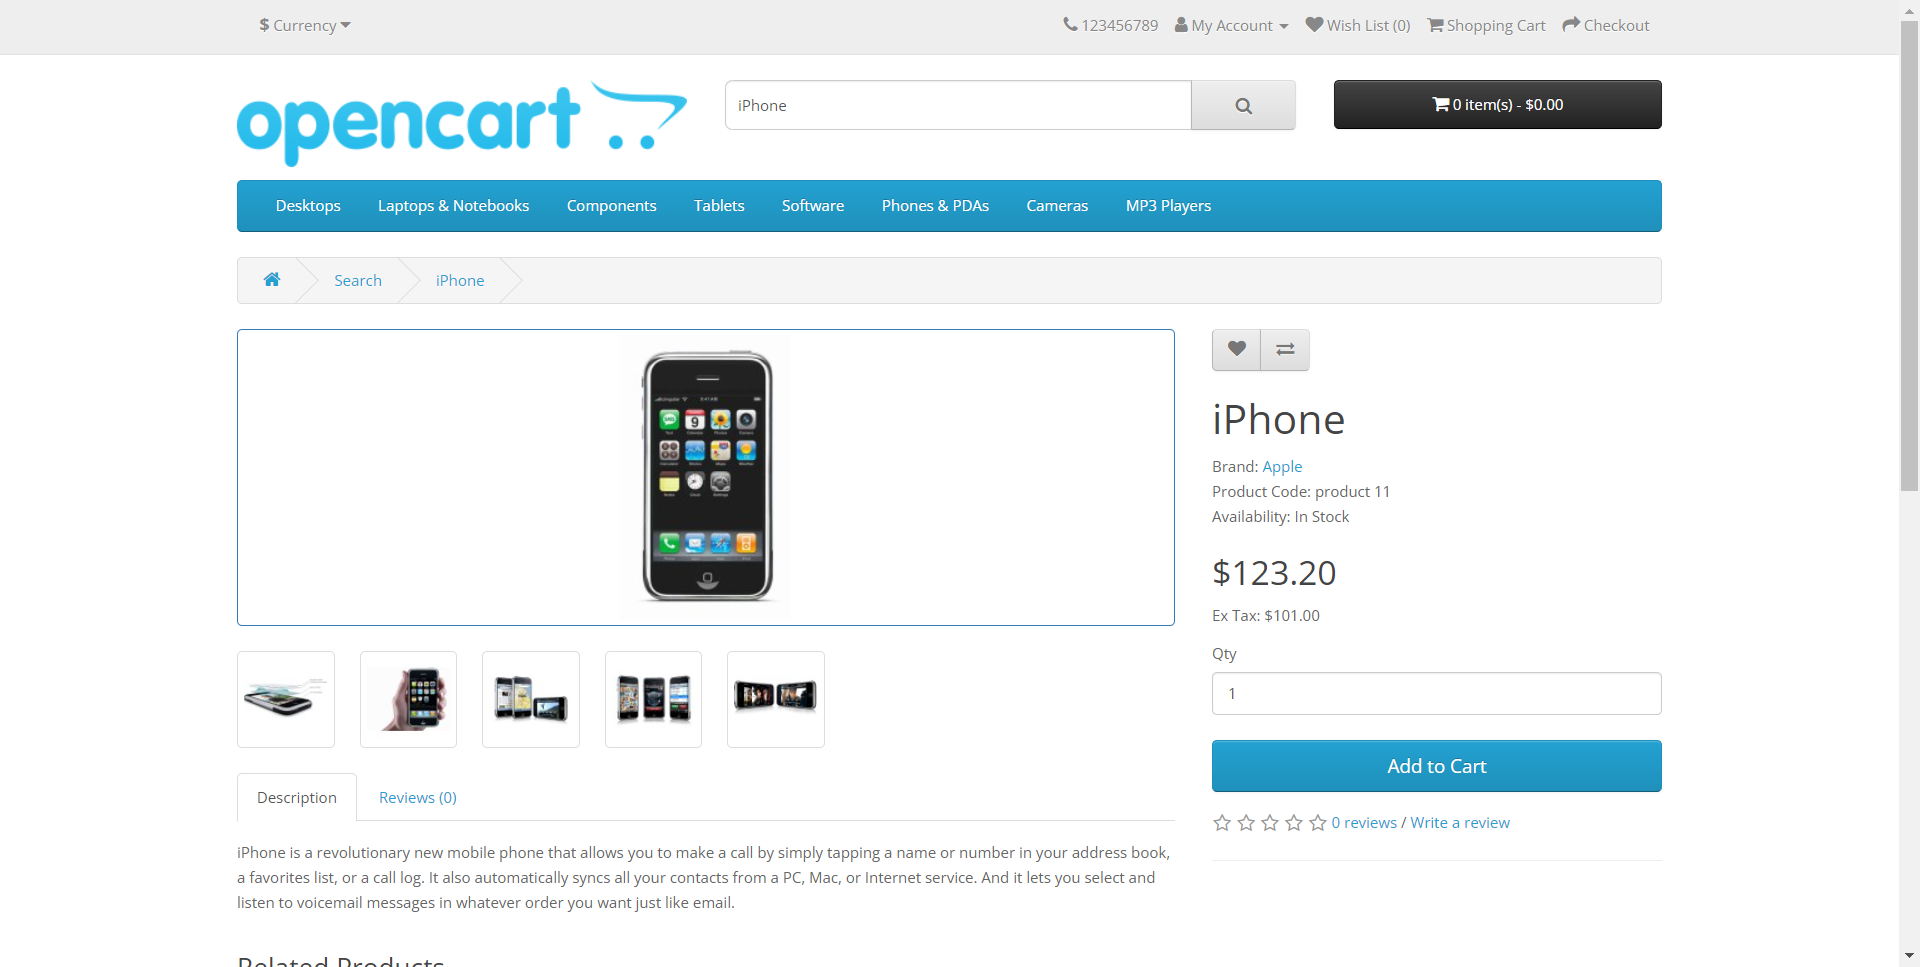 $ Currency
123456789 My Account Wish List (0) Shopping Cart Checkout
opencart
iPhone
0 item(s) - $0.00
Desktops Laptops & Notebooks Components Tablets Software Phones & PDAs Cameras MP3 Players
Search iPhone
iPhone
Brand: Apple
Product Code: product 11
Availability: In Stock
$123.20
Ex Tax: $101.00
Qty
1
Add to Cart
0 reviews / Write a review
Description Reviews (0)
iPhone is a revolutionary new mobile phone that allows you to make a call by simply tapping a name or number in your address book,
a favorites list, or a call log. It also automatically syncs all your contacts from a PC, Mac, or Internet service. And it lets you select and
listen to voicemail messages in whatever order you want just like email.
Related Products